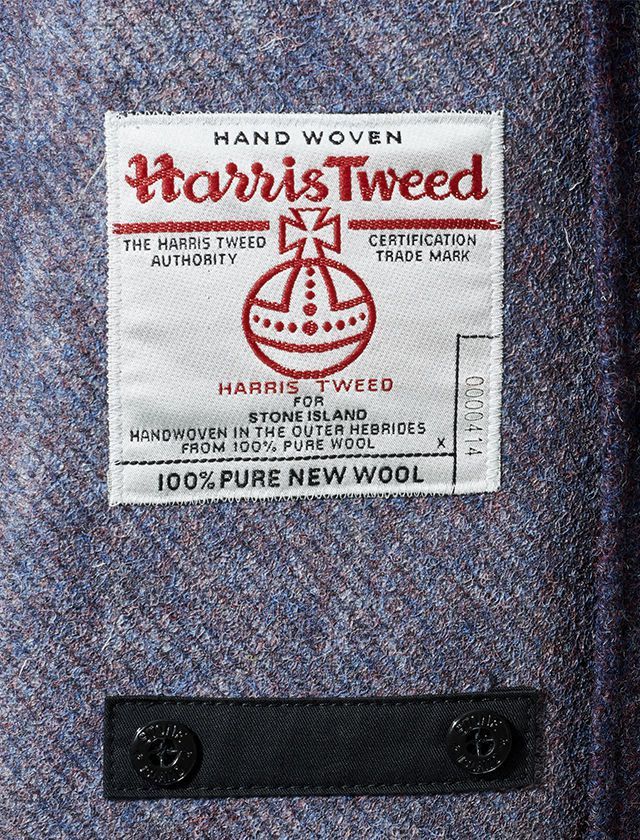 HAND WOVEN
Harris Tweed
THE HARRIS TWEED AUTHORITY
CERTIFICATION TRADE MARK
HARRIS TWEED
FOR
STONE ISLAND
HANDWOVEN IN THE OUTER HEBRIDES
FROM 100% PURE WOOL
X
0000414
100% PURE NEW WOOL